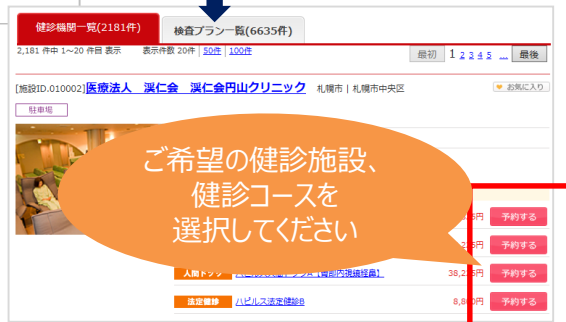 健診機関一覧(2181件)
検査プラン一覧(6635件)
2,181 件中 1～20 件目 表示 表示件数 20件 | 50件 | 100件
最初 1 2 3 4 5 ... 最後
[施設ID.010002]医療法人 渓仁会 渓仁会円山クリニック 札幌市 | 札幌市中央区
お気に入り
駐車場
ご希望の健診施設、
健診コースを
選択してください
円 予約する
円 予約する
人間ドック
円 予約する
法定健診 ハピルス法定健診B
円 予約する